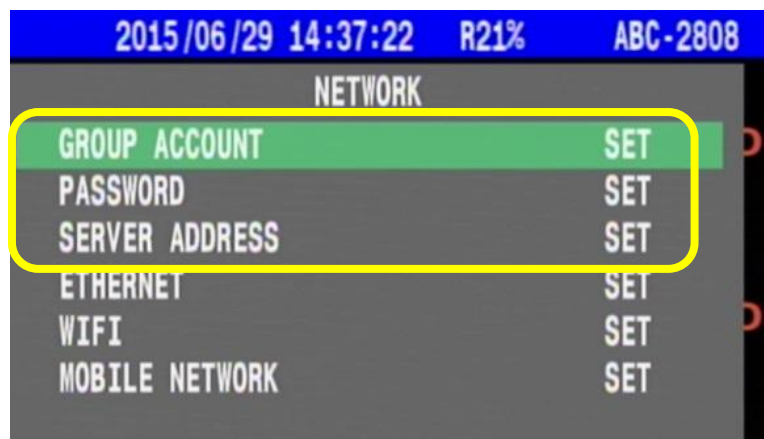 2015/06/29 14:37:22 R21% ABC-2808
NETWORK
GROUP ACCOUNT SET
PASSWORD SET
SERVER ADDRESS SET
ETHERNET SET
WIFI SET
MOBILE NETWORK SET